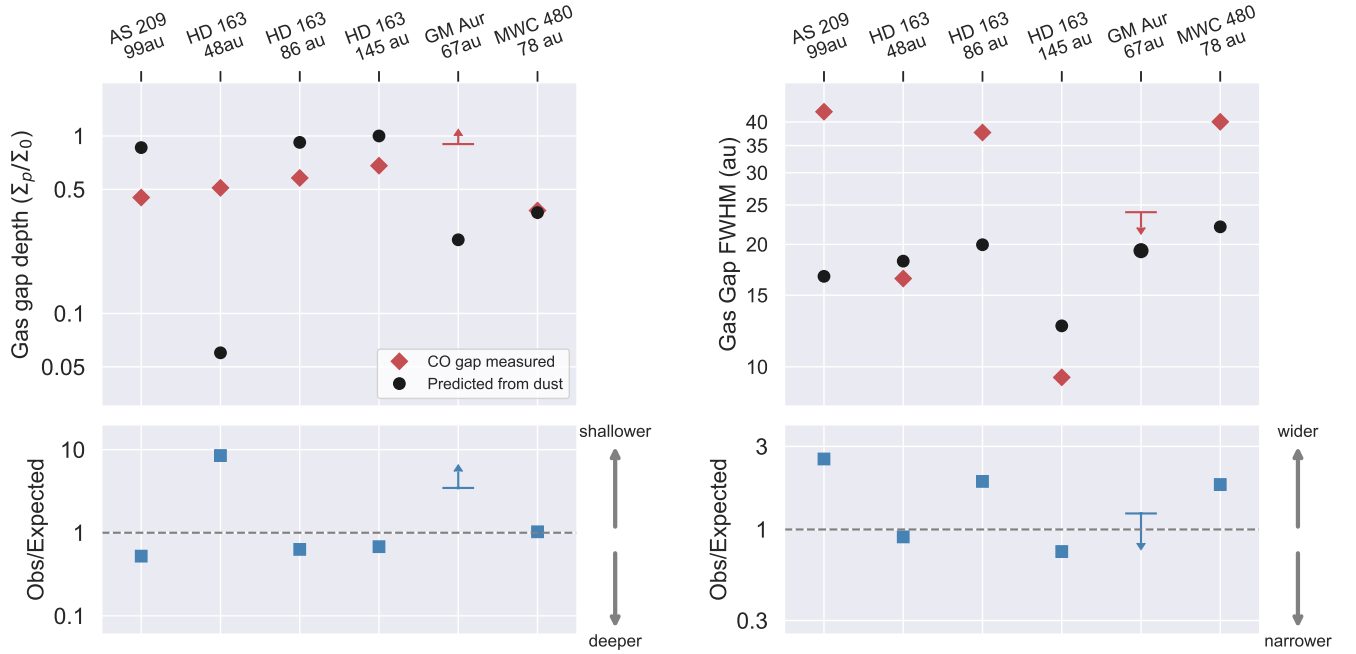 AS 209
99au
HD 163
48au
HD 163
86 au
HD 163
145 au
GM Aur
67au
MWC 480
78 au
Gas gap depth (Σ_p/Σ_0)
1
0.5
0.1
0.05
CO gap measured
Predicted from dust
Obs/Expected
10
1
0.1
shallower
deeper
AS 209
99au
HD 163
48au
HD 163
86 au
HD 163
145 au
GM Aur
67au
MWC 480
78 au
Gas Gap FWHM (au)
40
35
30
25
20
15
10
Obs/Expected
3
1
0.3
wider
narrower